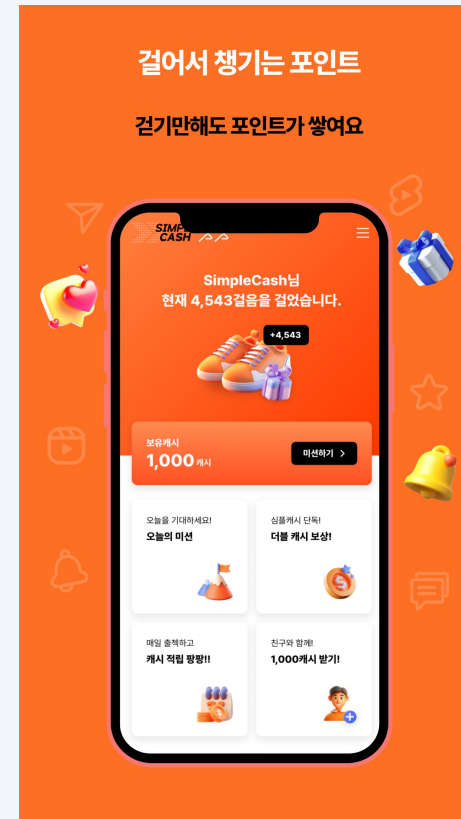 걸어서 챙기는 포인트
걷기만해도 포인트가 쌓여요
CASH
SimpleCash님
현재 4,543걸음을 걸었습니다.
+4,543
보유캐시
1,000 캐시
미션하기
오늘을 기대하세요!
오늘의 미션
심플캐시 단독!
더블 캐시 보상!
매일 출첵하고
캐시 적립 팡팡!!
친구와 함께!
1,000캐시 받기!